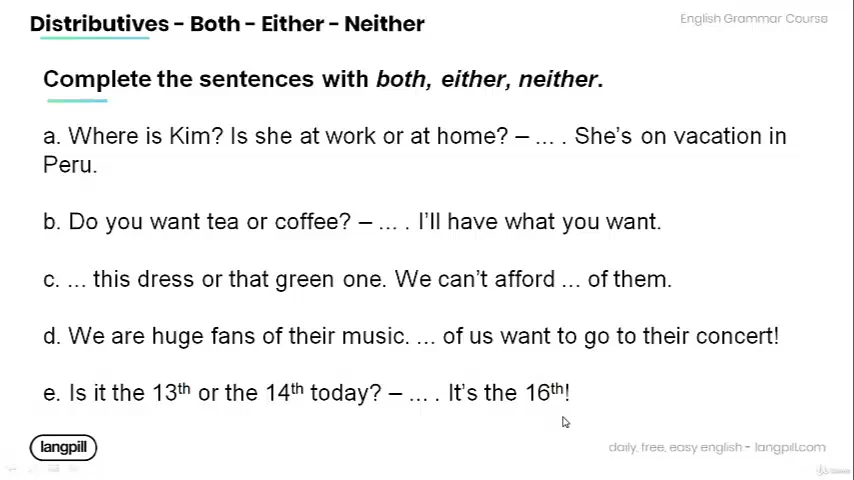 Distributives – Both – Either – Neither
English Grammar Course
Complete the sentences with both, either, neither.
a. Where is Kim? Is she at work or at home? – ... . She's on vacation in
Peru.
b. Do you want tea or coffee? – ... . I'll have what you want.
c. ... this dress or that green one. We can't afford ... of them.
d. We are huge fans of their music. ... of us want to go to their concert!
e. Is it the 13th or the 14th today? – ... . It's the 16th!
langpill
daily, free, easy english - langpill.com